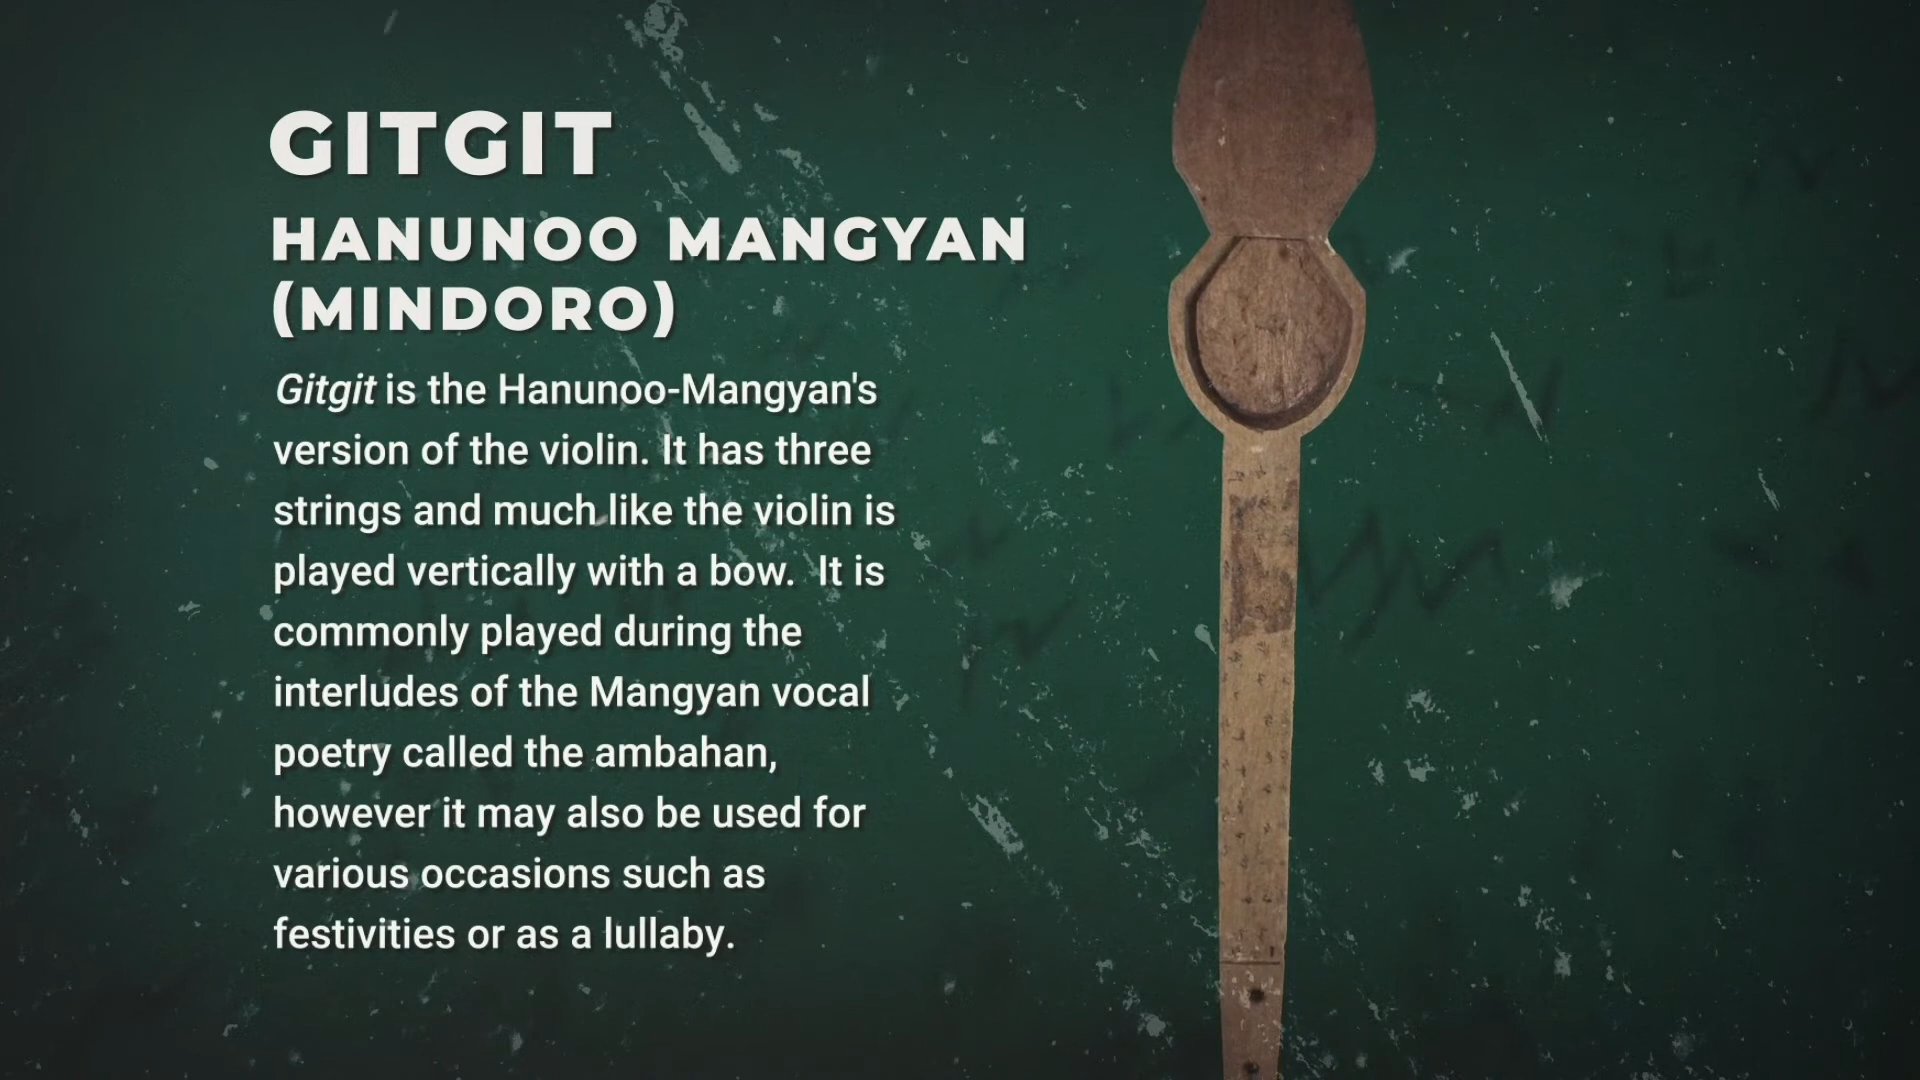 GITGIT
HANUNOO MANGYAN
(MINDORO)
Gitgit is the Hanunoo-Mangyan's
version of the violin. It has three
strings and much like the violin is
played vertically with a bow.  It is
commonly played during the
interludes of the Mangyan vocal
poetry called the ambahan,
however it may also be used for
various occasions such as
festivities or as a lullaby.